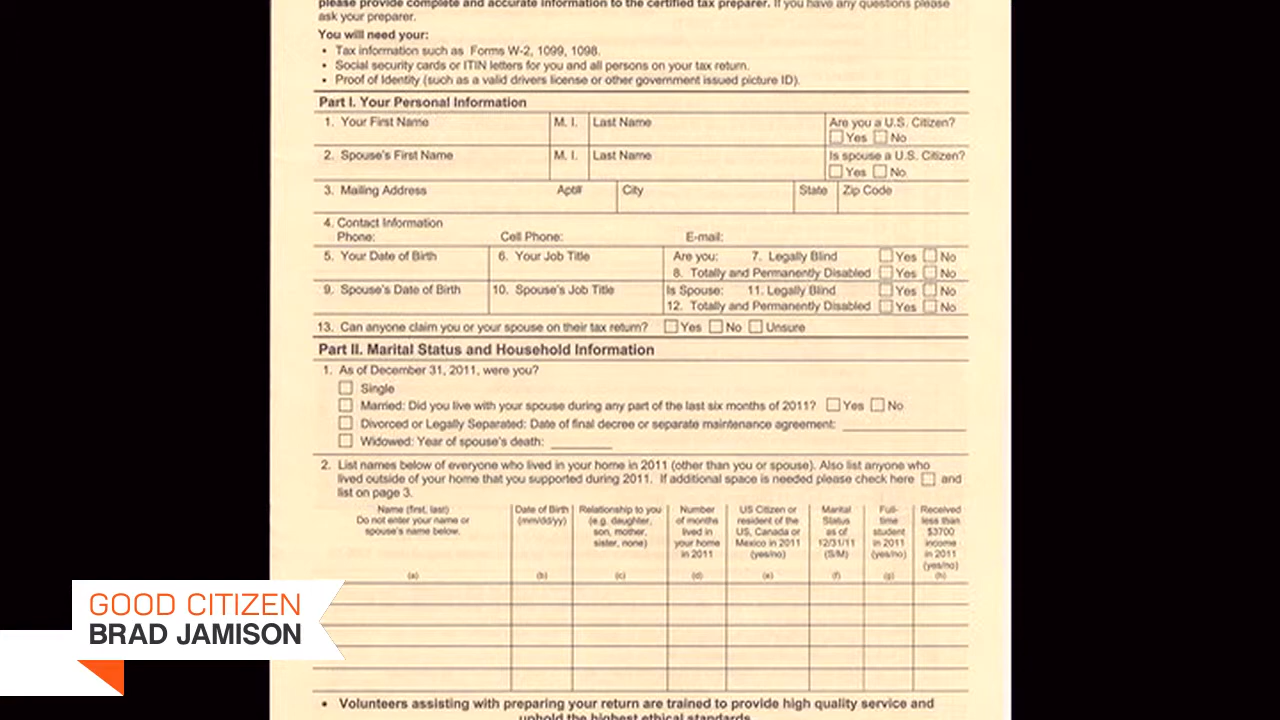 please provide complete and accurate information to the certified tax preparer. If you have any questions please
ask your preparer.
You will need your:
• Tax information such as Forms W-2, 1099, 1098.
• Social security cards or ITIN letters for you and all persons on your tax return.
• Proof of Identity (such as a valid drivers license or other government issued picture ID).
Part I. Your Personal Information
1. Your First Name M. I. Last Name Are you a U.S. Citizen?
Yes No
2. Spouse's First Name M. I. Last Name Is spouse a U.S. Citizen?
Yes No
3. Mailing Address Apt# City State Zip Code
4. Contact Information
Phone: Cell Phone: E-mail:
5. Your Date of Birth 6. Your Job Title Are you: 7. Legally Blind Yes No
8. Totally and Permanently Disabled Yes No
9. Spouse's Date of Birth 10. Spouse's Job Title Is Spouse: 11. Legally Blind Yes No
12. Totally and Permanently Disabled Yes No
13. Can anyone claim you or your spouse on their tax return? Yes No Unsure
Part II. Marital Status and Household Information
1. As of December 31, 2011, were you?
Single
Married: Did you live with your spouse during any part of the last six months of 2011? Yes No
Divorced or Legally Separated: Date of final decree or separate maintenance agreement:
Widowed: Year of spouse's death:
2. List names below of everyone who lived in your home in 2011 (other than you or spouse). Also list anyone who
lived outside of your home that you supported during 2011. If additional space is needed please check here and
list on page 3.
Name (first, last)
Do not enter your name or
spouse's name below.
(a)
Date of Birth
(mm/dd/yy)
(b)
Relationship to you
(e.g. daughter,
son, mother,
sister, none)
(c)
Number
of months
lived in
your home
in 2011
(d)
US Citizen or
resident of the
US, Canada or
Mexico in 2011
(yes/no)
(e)
Marital
Status
as of
12/31/11
(S/M)
(f)
Full-
time
student
in 2011
(yes/no)
(g)
Received
less than
$3700
income
in 2011
(yes/no)
(h)
GOOD CITIZEN
BRAD JAMISON
• Volunteers assisting with preparing your return are trained to provide high quality service and
uphold the highest ethical standards.